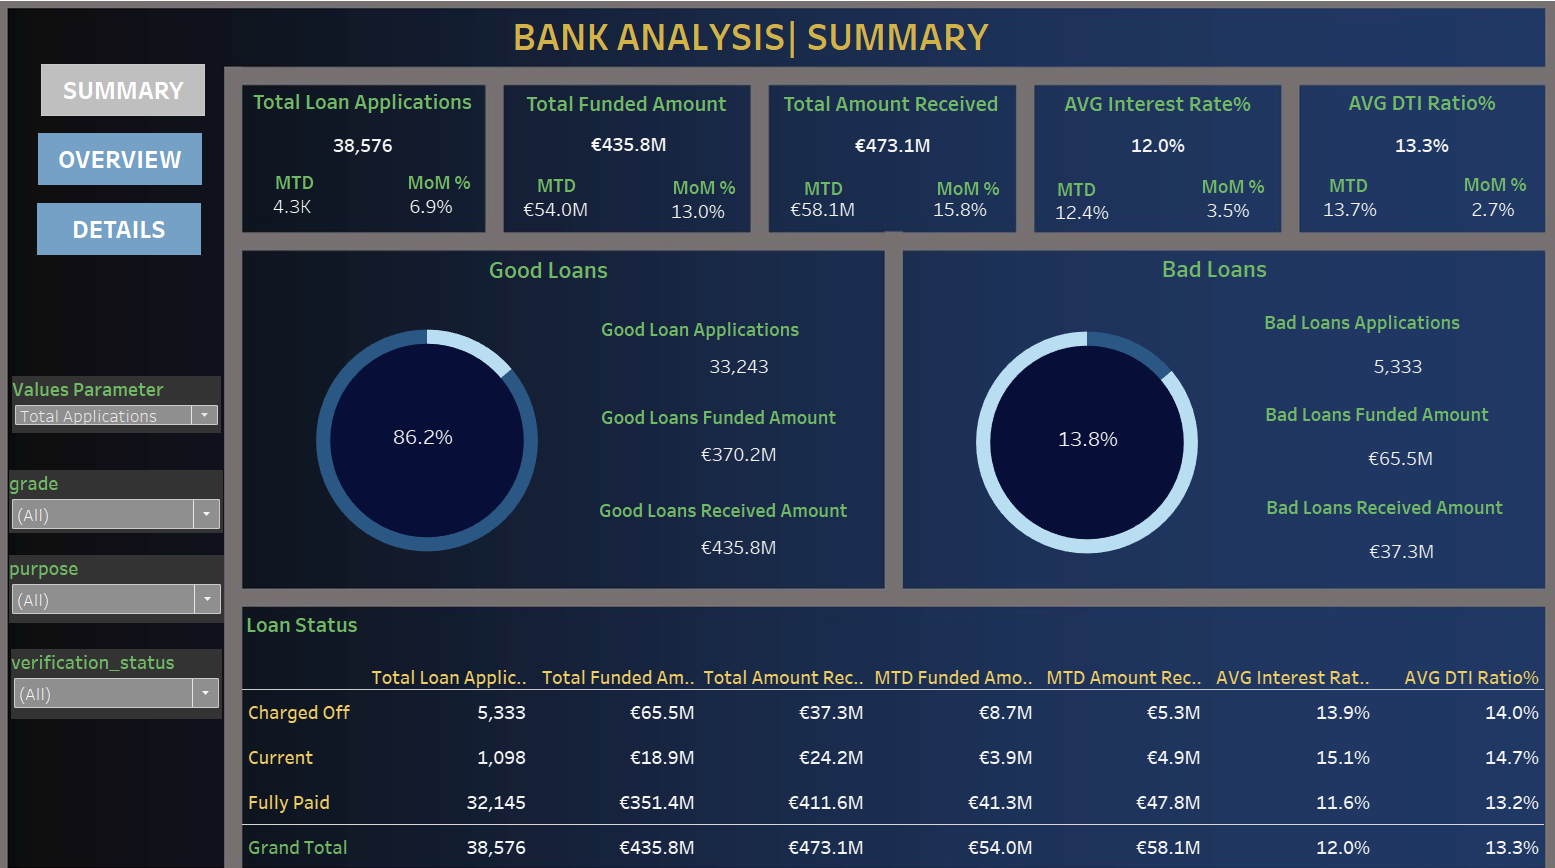 BANK ANALYSIS| SUMMARY
SUMMARY
OVERVIEW
DETAILS
Values Parameter
Total Applications
grade
(All)
purpose
(All)
verification_status
(All)
Total Loan Applications
38,576
MTD MoM %
4.3K 6.9%
Total Funded Amount
€435.8M
MTD MoM %
€54.0M 13.0%
Total Amount Received
€473.1M
MTD MoM %
€58.1M 15.8%
AVG Interest Rate%
12.0%
MTD MoM %
12.4% 3.5%
AVG DTI Ratio%
13.3%
MTD MoM %
13.7% 2.7%
Good Loans
86.2%
Good Loan Applications
33,243
Good Loans Funded Amount
€370.2M
Good Loans Received Amount
€435.8M
Bad Loans
13.8%
Bad Loans Applications
5,333
Bad Loans Funded Amount
€65.5M
Bad Loans Received Amount
€37.3M
Loan Status
Total Loan Applic.. Total Funded Am.. Total Amount Rec.. MTD Funded Amo.. MTD Amount Rec.. AVG Interest Rat.. AVG DTI Ratio%
Charged Off 5,333 €65.5M €37.3M €8.7M €5.3M 13.9% 14.0%
Current 1,098 €18.9M €24.2M €3.9M €4.9M 15.1% 14.7%
Fully Paid 32,145 €351.4M €411.6M €41.3M €47.8M 11.6% 13.2%
Grand Total 38,576 €435.8M €473.1M €54.0M €58.1M 12.0% 13.3%